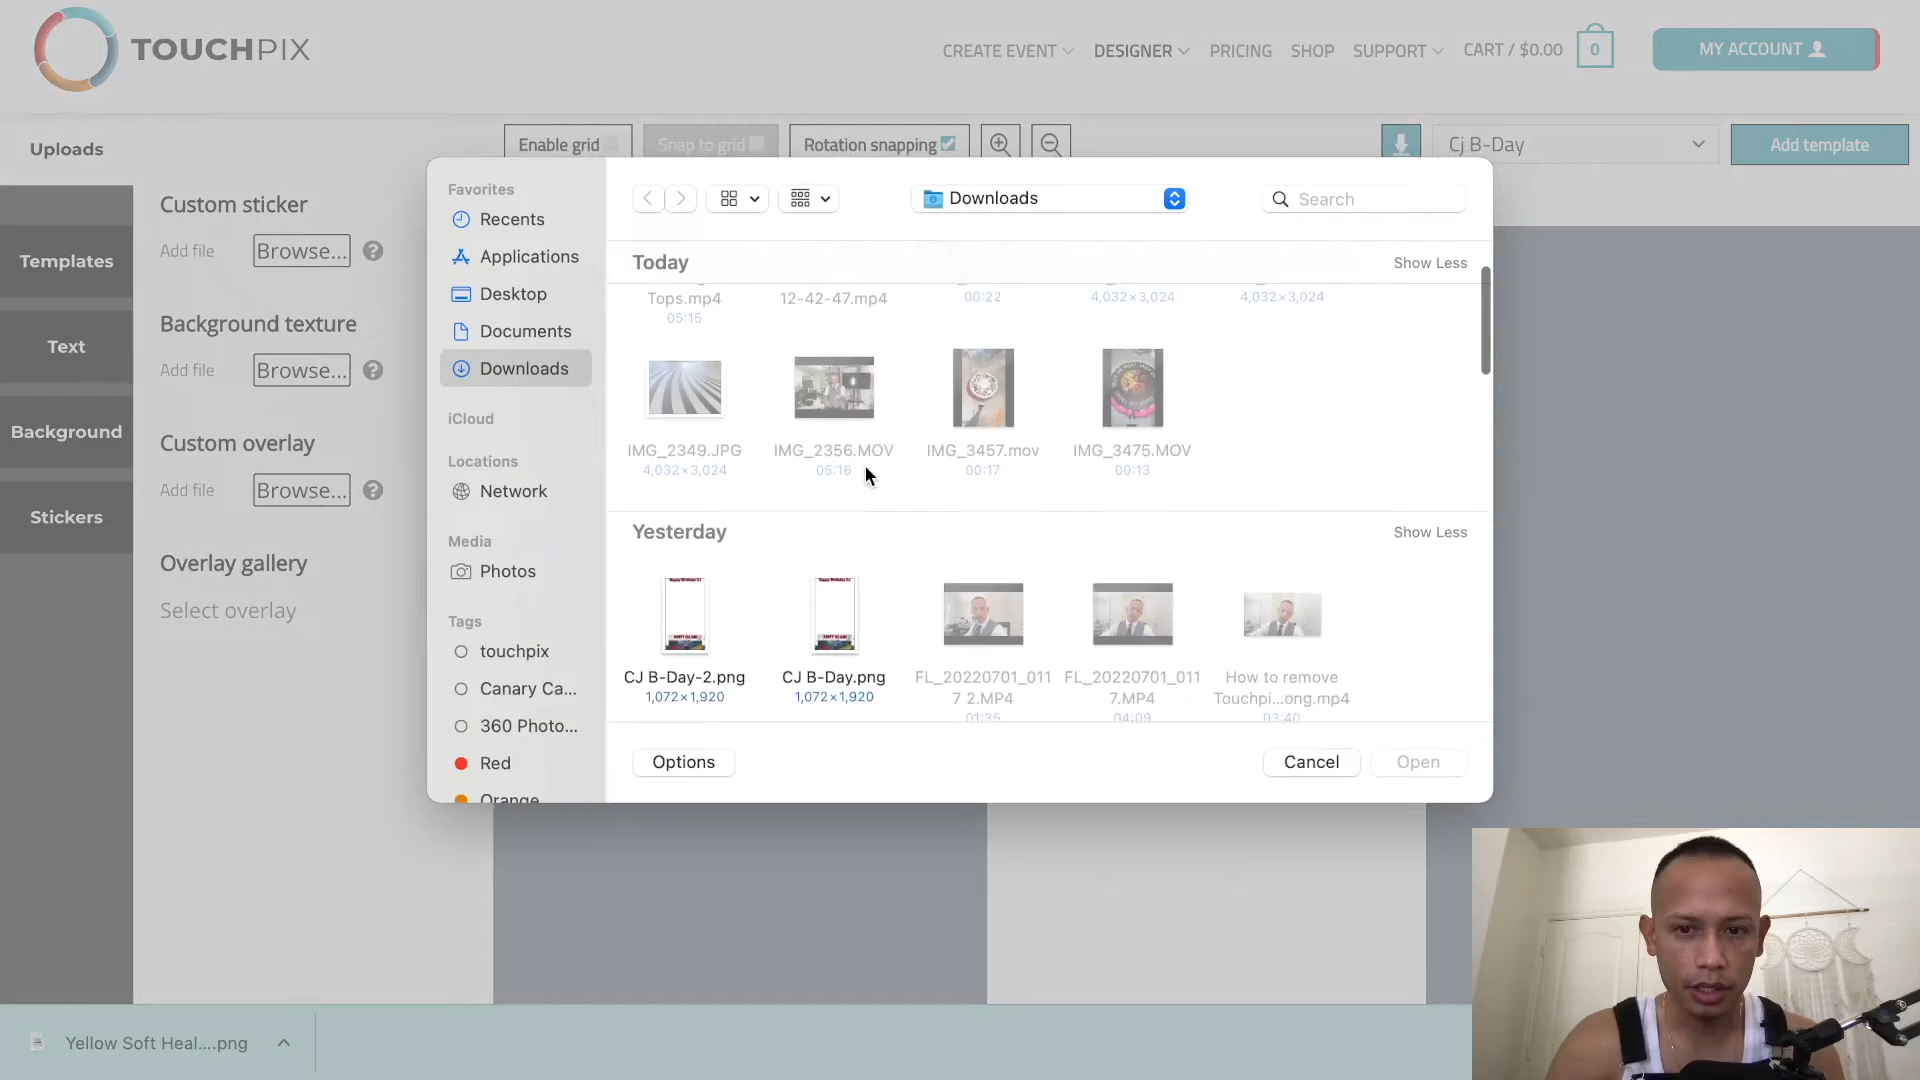 TOUCHPIX
CREATE EVENT
DESIGNER
PRICING
SHOP
SUPPORT
CART / $0.00
0
MY ACCOUNT
Uploads
Enable grid
Snap to grid
Rotation snapping
Cj B-Day
Add template
Templates
Text
Background
Stickers
Custom sticker
Add file
Browse...
?
Background texture
Add file
Browse...
?
Custom overlay
Add file
Browse...
?
Overlay gallery
Select overlay
Favorites
Recents
Applications
Desktop
Documents
Downloads
iCloud
Locations
Network
Media
Photos
Tags
touchpix
Canary Ca...
360 Photo...
Red
Orange
Downloads
Search
Today
Show Less
Tops.mp4
05:15
12-42-47.mp4
00:22
4,032×3,024
4,032×3,024
IMG_2349.JPG
4,032×3,024
IMG_2356.MOV
05:16
IMG_3457.mov
00:17
IMG_3475.MOV
00:13
Yesterday
Show Less
CJ B-Day-2.png
1,072×1,920
CJ B-Day.png
1,072×1,920
FL_20220701_011
7 2.MP4
01:35
FL_20220701_011
7.MP4
04:09
How to remove
Touchpi...ong.mp4
03:40
Options
Cancel
Open
Yellow Soft Heal....png